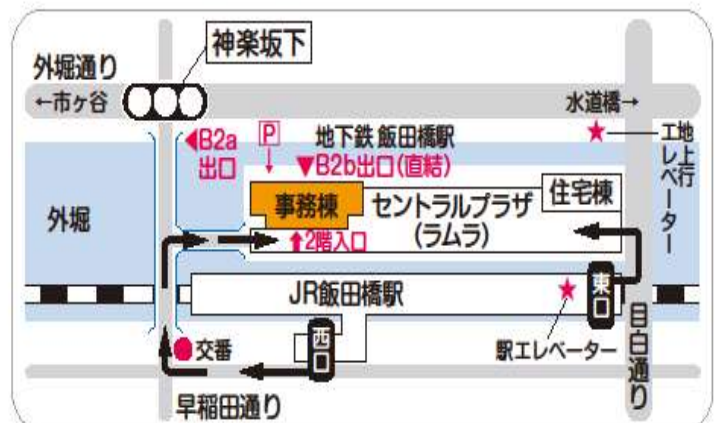 神楽坂下
外堀通り
←市ヶ谷
水道橋→
◀B2a
出口
P
地下鉄 飯田橋駅
▼B2b出口(直結)
地上行
エレベーター
事務棟
セントラルプラザ
(ラムラ)
住宅棟
外堀
⬆2階入口
JR飯田橋駅
東口
西口
交番
駅エレベーター
目白通り
早稲田通り